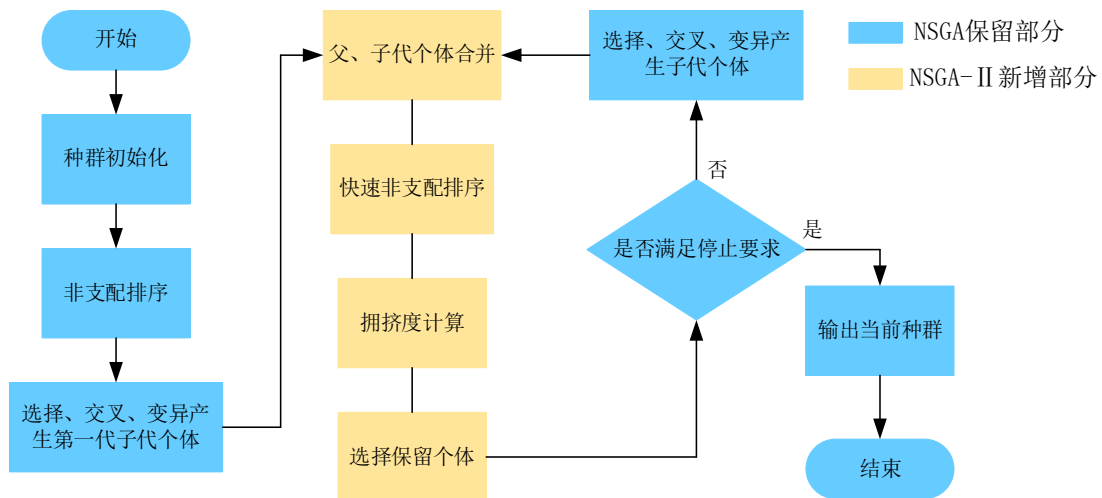 开始
种群初始化
非支配排序
选择、交叉、变异产
生第一代子代个体
父、子代个体合并
快速非支配排序
拥挤度计算
选择保留个体
选择、交叉、变异产
生子代个体
否
是否满足停止要求
是
输出当前种群
结束
NSGA保留部分
NSGA-Ⅱ新增部分